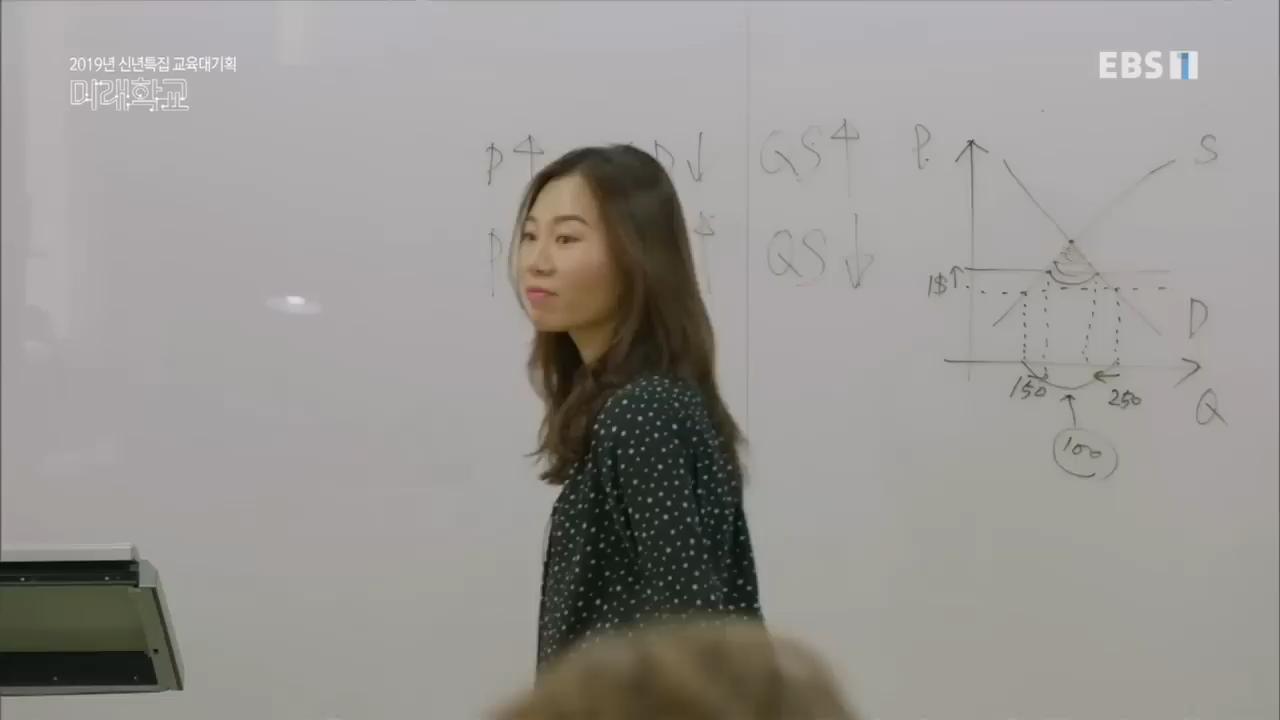 2019년 신년특집 교육대기획
미래학교
EBS 1
P↑ D↓ QS↑
P ↑ QS↓
P
S
1$↑
D
150 250
Q
100